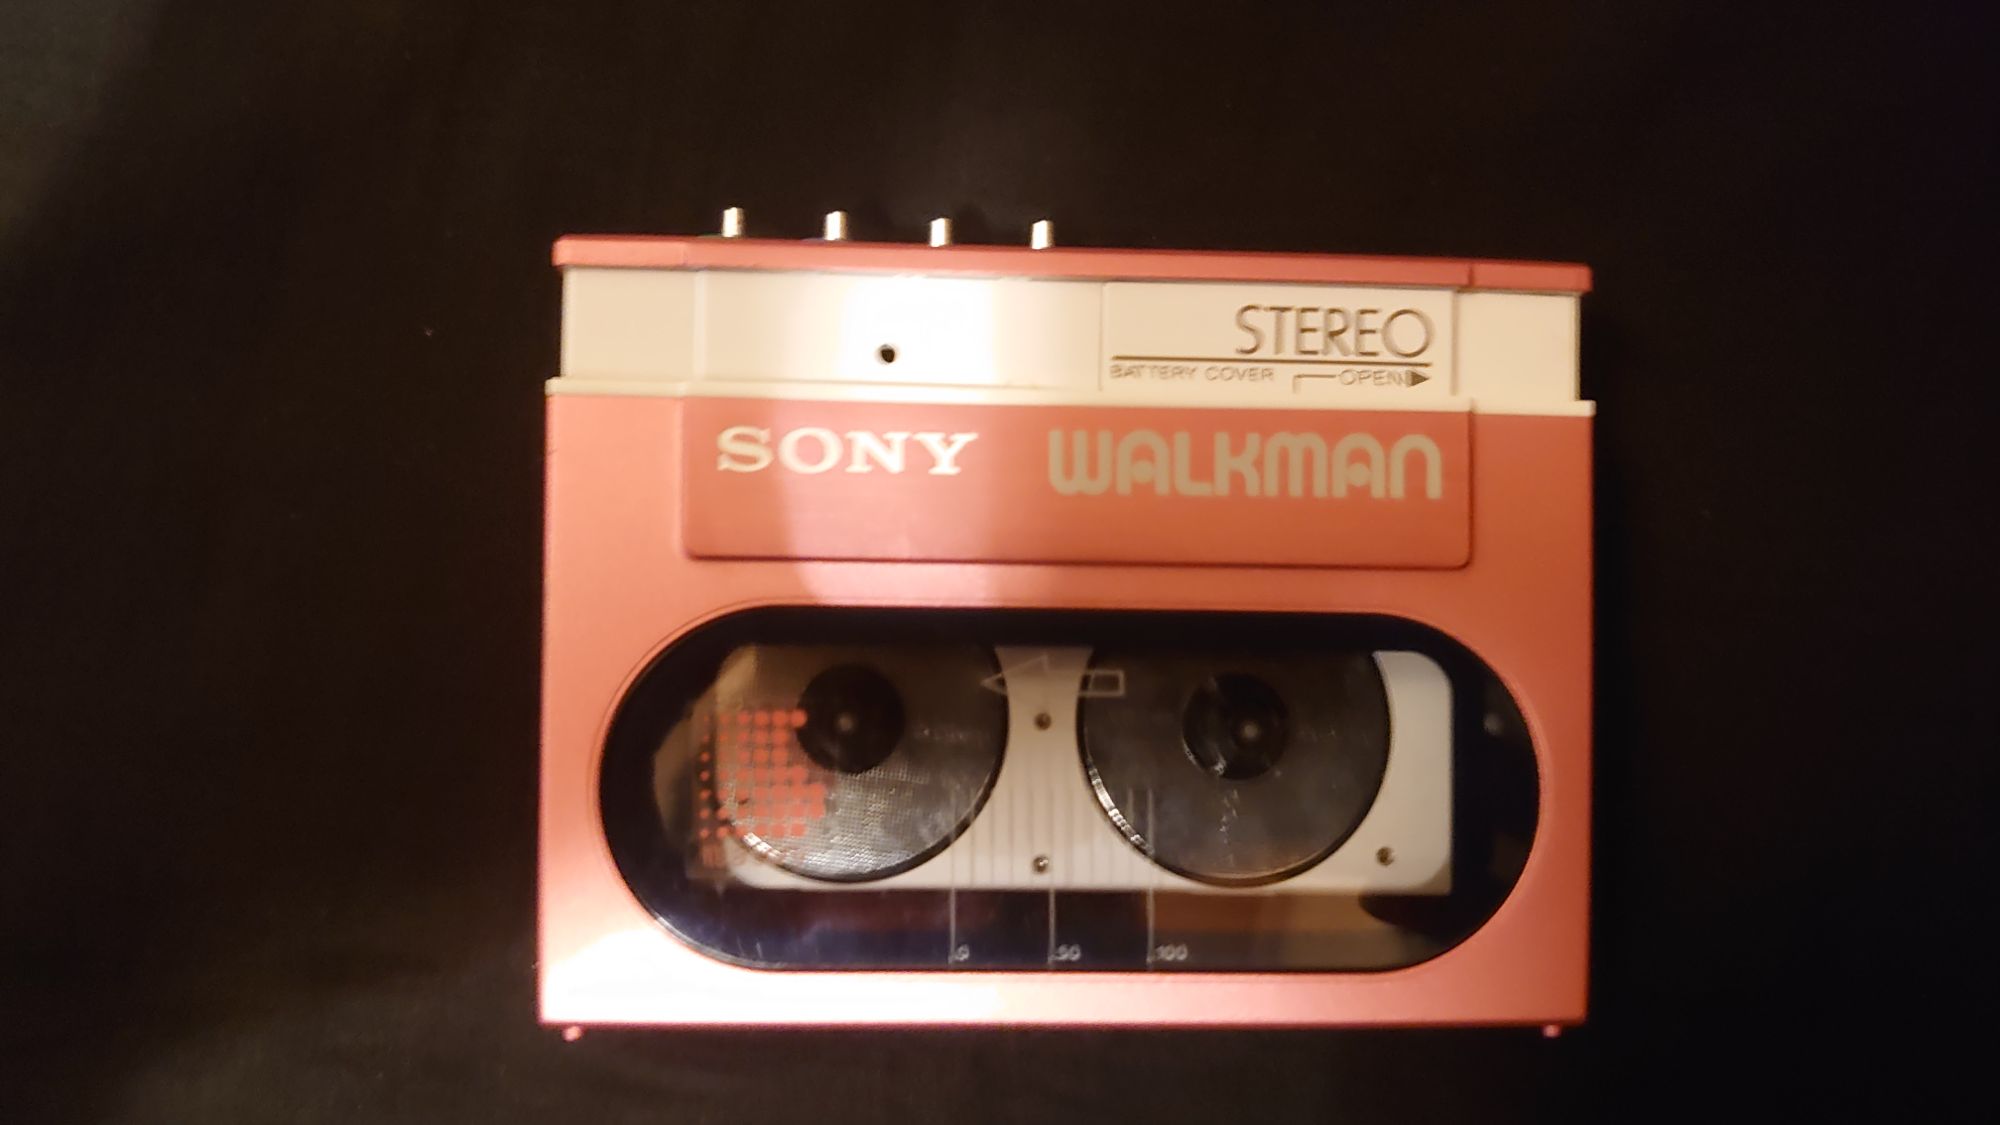 STEREO
BATTERY COVER OPEN
SONY WALKMAN
0 50 100